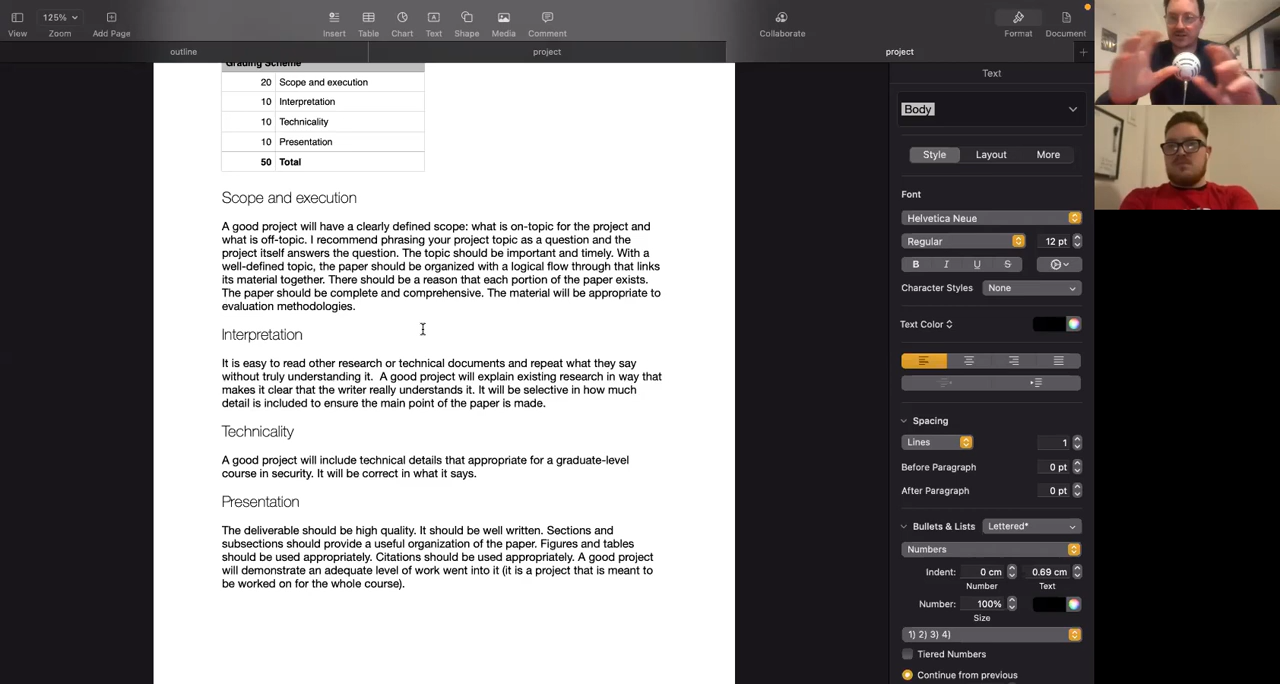 125%
View
Zoom
Add Page
Insert
Table
Chart
Text
Shape
Media
Comment
Collaborate
Format
Document
outline
project
project
Grading Scheme
20 Scope and execution
10 Interpretation
10 Technicality
10 Presentation
50 Total
Scope and execution
A good project will have a clearly defined scope: what is on-topic for the project and
what is off-topic. I recommend phrasing your project topic as a question and the
project itself answers the question. The topic should be important and timely. With a
well-defined topic, the paper should be organized with a logical flow through that links
its material together. There should be a reason that each portion of the paper exists.
The paper should be complete and comprehensive. The material will be appropriate to
evaluation methodologies.
Interpretation
It is easy to read other research or technical documents and repeat what they say
without truly understanding it. A good project will explain existing research in way that
makes it clear that the writer really understands it. It will be selective in how much
detail is included to ensure the main point of the paper is made.
Technicality
A good project will include technical details that appropriate for a graduate-level
course in security. It will be correct in what it says.
Presentation
The deliverable should be high quality. It should be well written. Sections and
subsections should provide a useful organization of the paper. Figures and tables
should be used appropriately. Citations should be used appropriately. A good project
will demonstrate an adequate level of work went into it (it is a project that is meant to
be worked on for the whole course).
Text
Body
Style
Layout
More
Font
Helvetica Neue
Regular
12 pt
B I U S
Character Styles
None
Text Color
Spacing
Lines
1
Before Paragraph
0 pt
After Paragraph
0 pt
Bullets & Lists
Lettered*
Numbers
Indent:
0 cm
0.69 cm
Number
Text
Number:
100%
Size
1) 2) 3) 4)
Tiered Numbers
Continue from previous